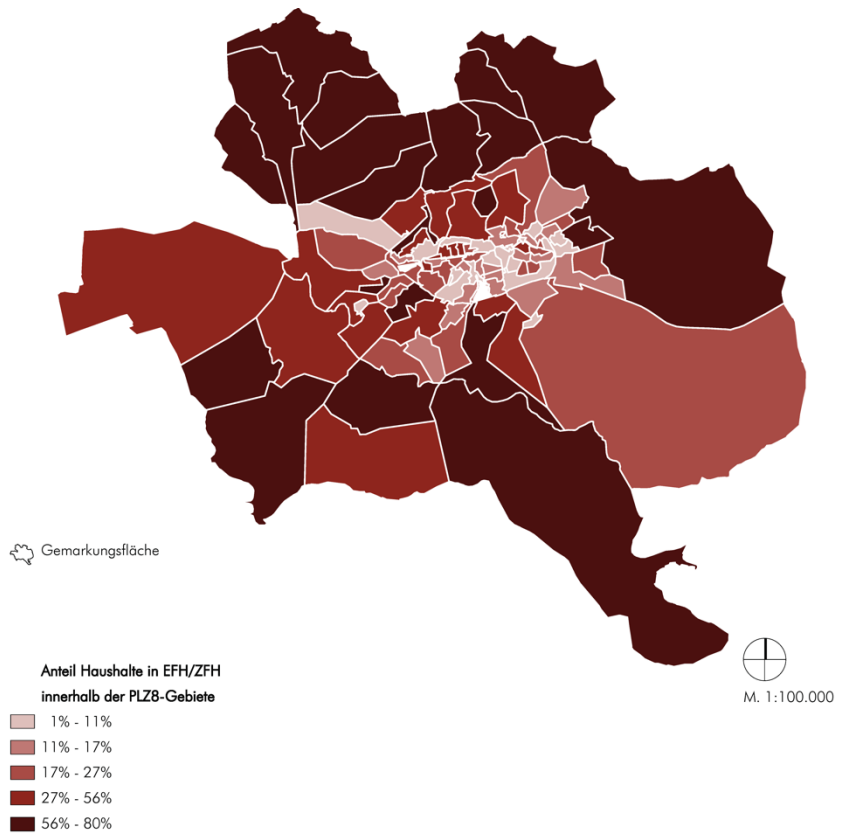 Gemarkungsfläche
Anteil Haushalte in EFH/ZFH
innerhalb der PLZ8-Gebiete
1% - 11%
11% - 17%
17% - 27%
27% - 56%
56% - 80%
M. 1:100.000